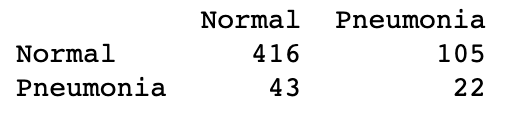 Normal Pneumonia
Normal 416 105
Pneumonia 43 22